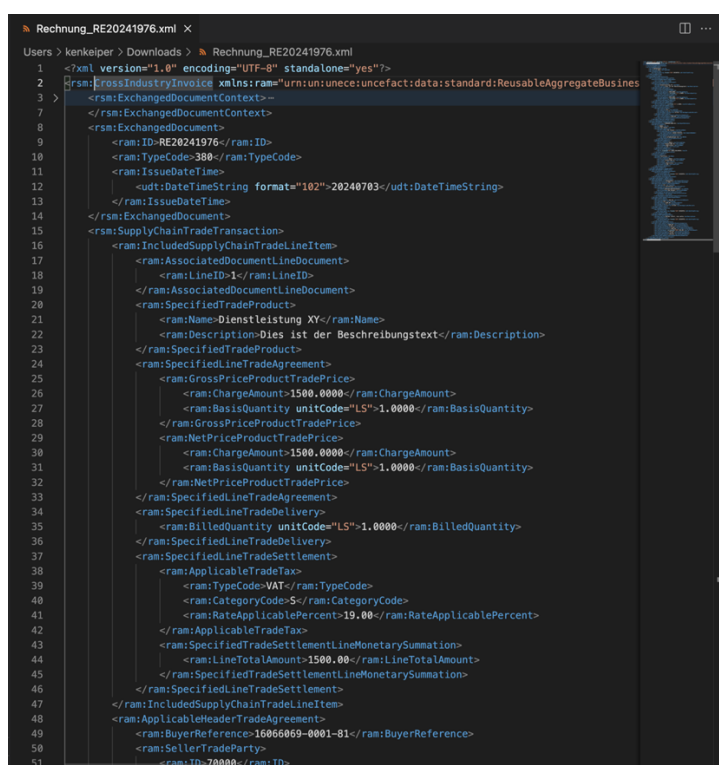 Rechnung_RE20241976.xml ×
Users > kenkeiper > Downloads > Rechnung_RE20241976.xml
1 <?xml version="1.0" encoding="UTF-8" standalone="yes"?>
2 <rsm:CrossIndustryInvoice xmlns:ram="urn:un:unece:uncefact:data:standard:ReusableAggregateBusines
3 > <rsm:ExchangedDocumentContext>…
7 </rsm:ExchangedDocumentContext>
8 <rsm:ExchangedDocument>
9 <ram:ID>RE20241976</ram:ID>
10 <ram:TypeCode>380</ram:TypeCode>
11 <ram:IssueDateTime>
12 <udt:DateTimeString format="102">20240703</udt:DateTimeString>
13 </ram:IssueDateTime>
14 </rsm:ExchangedDocument>
15 <rsm:SupplyChainTradeTransaction>
16 <ram:IncludedSupplyChainTradeLineItem>
17 <ram:AssociatedDocumentLineDocument>
18 <ram:LineID>1</ram:LineID>
19 </ram:AssociatedDocumentLineDocument>
20 <ram:SpecifiedTradeProduct>
21 <ram:Name>Dienstleistung XY</ram:Name>
22 <ram:Description>Dies ist der Beschreibungstext</ram:Description>
23 </ram:SpecifiedTradeProduct>
24 <ram:SpecifiedLineTradeAgreement>
25 <ram:GrossPriceProductTradePrice>
26 <ram:ChargeAmount>1500.0000</ram:ChargeAmount>
27 <ram:BasisQuantity unitCode="LS">1.0000</ram:BasisQuantity>
28 </ram:GrossPriceProductTradePrice>
29 <ram:NetPriceProductTradePrice>
30 <ram:ChargeAmount>1500.0000</ram:ChargeAmount>
31 <ram:BasisQuantity unitCode="LS">1.0000</ram:BasisQuantity>
32 </ram:NetPriceProductTradePrice>
33 </ram:SpecifiedLineTradeAgreement>
34 <ram:SpecifiedLineTradeDelivery>
35 <ram:BilledQuantity unitCode="LS">1.0000</ram:BilledQuantity>
36 </ram:SpecifiedLineTradeDelivery>
37 <ram:SpecifiedLineTradeSettlement>
38 <ram:ApplicableTradeTax>
39 <ram:TypeCode>VAT</ram:TypeCode>
40 <ram:CategoryCode>S</ram:CategoryCode>
41 <ram:RateApplicablePercent>19.00</ram:RateApplicablePercent>
42 </ram:ApplicableTradeTax>
43 <ram:SpecifiedTradeSettlementLineMonetarySummation>
44 <ram:LineTotalAmount>1500.00</ram:LineTotalAmount>
45 </ram:SpecifiedTradeSettlementLineMonetarySummation>
46 </ram:SpecifiedLineTradeSettlement>
47 </ram:IncludedSupplyChainTradeLineItem>
48 <ram:ApplicableHeaderTradeAgreement>
49 <ram:BuyerReference>16066069-0001-81</ram:BuyerReference>
50 <ram:SellerTradeParty>
51 <ram:ID>70000</ram:ID>